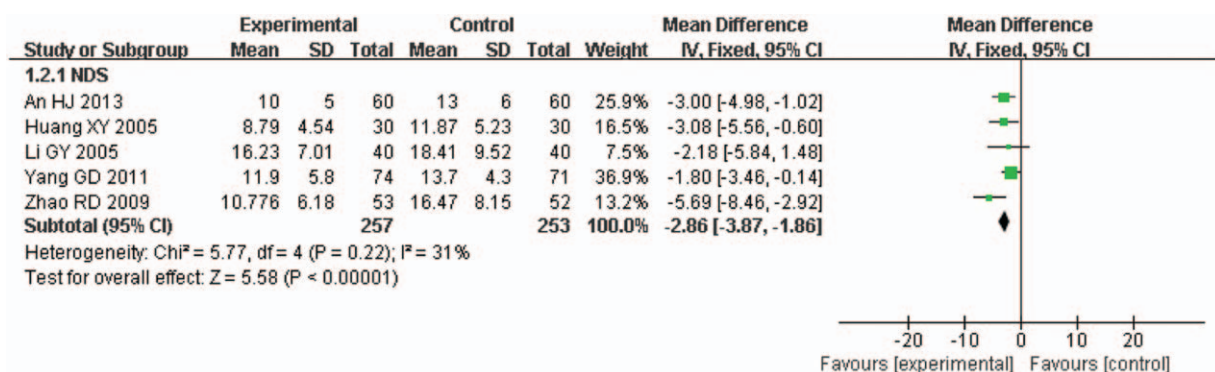 Experimental Control Mean Difference Mean Difference
Study or Subgroup Mean SD Total Mean SD Total Weight IV, Fixed, 95% CI IV, Fixed, 95% CI
1.2.1 NDS
An HJ 2013 10 5 60 13 6 60 25.9% -3.00 [-4.98, -1.02]
Huang XY 2005 8.79 4.54 30 11.87 5.23 30 16.5% -3.08 [-5.56, -0.60]
Li GY 2005 16.23 7.01 40 18.41 9.52 40 7.5% -2.18 [-5.84, 1.48]
Yang GD 2011 11.9 5.8 74 13.7 4.3 71 36.9% -1.80 [-3.46, -0.14]
Zhao RD 2009 10.776 6.18 53 16.47 8.15 52 13.2% -5.69 [-8.46, -2.92]
Subtotal (95% CI) 257 253 100.0% -2.86 [-3.87, -1.86]
Heterogeneity: Chi² = 5.77, df = 4 (P = 0.22); I² = 31%
Test for overall effect: Z = 5.58 (P < 0.00001)
-20 -10 0 10 20
Favours [experimental] Favours [control]